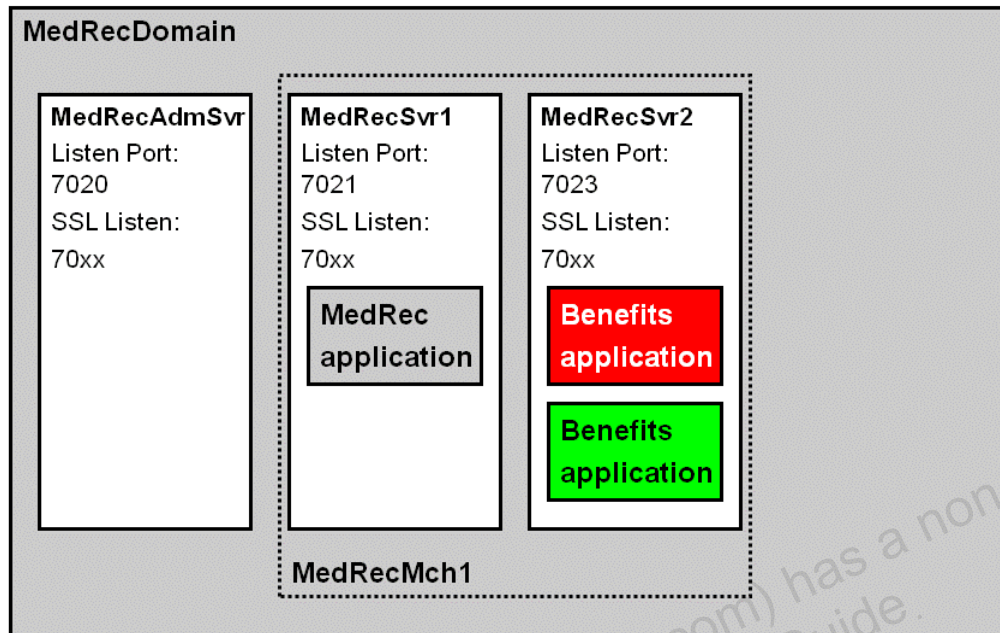 MedRecDomain
MedRecAdmSvr
Listen Port:
7020
SSL Listen:
70xx
MedRecSvr1
Listen Port:
7021
SSL Listen:
70xx
MedRec
application
MedRecSvr2
Listen Port:
7023
SSL Listen:
70xx
Benefits
application
Benefits
application
MedRecMch1
com) has a non
uide.